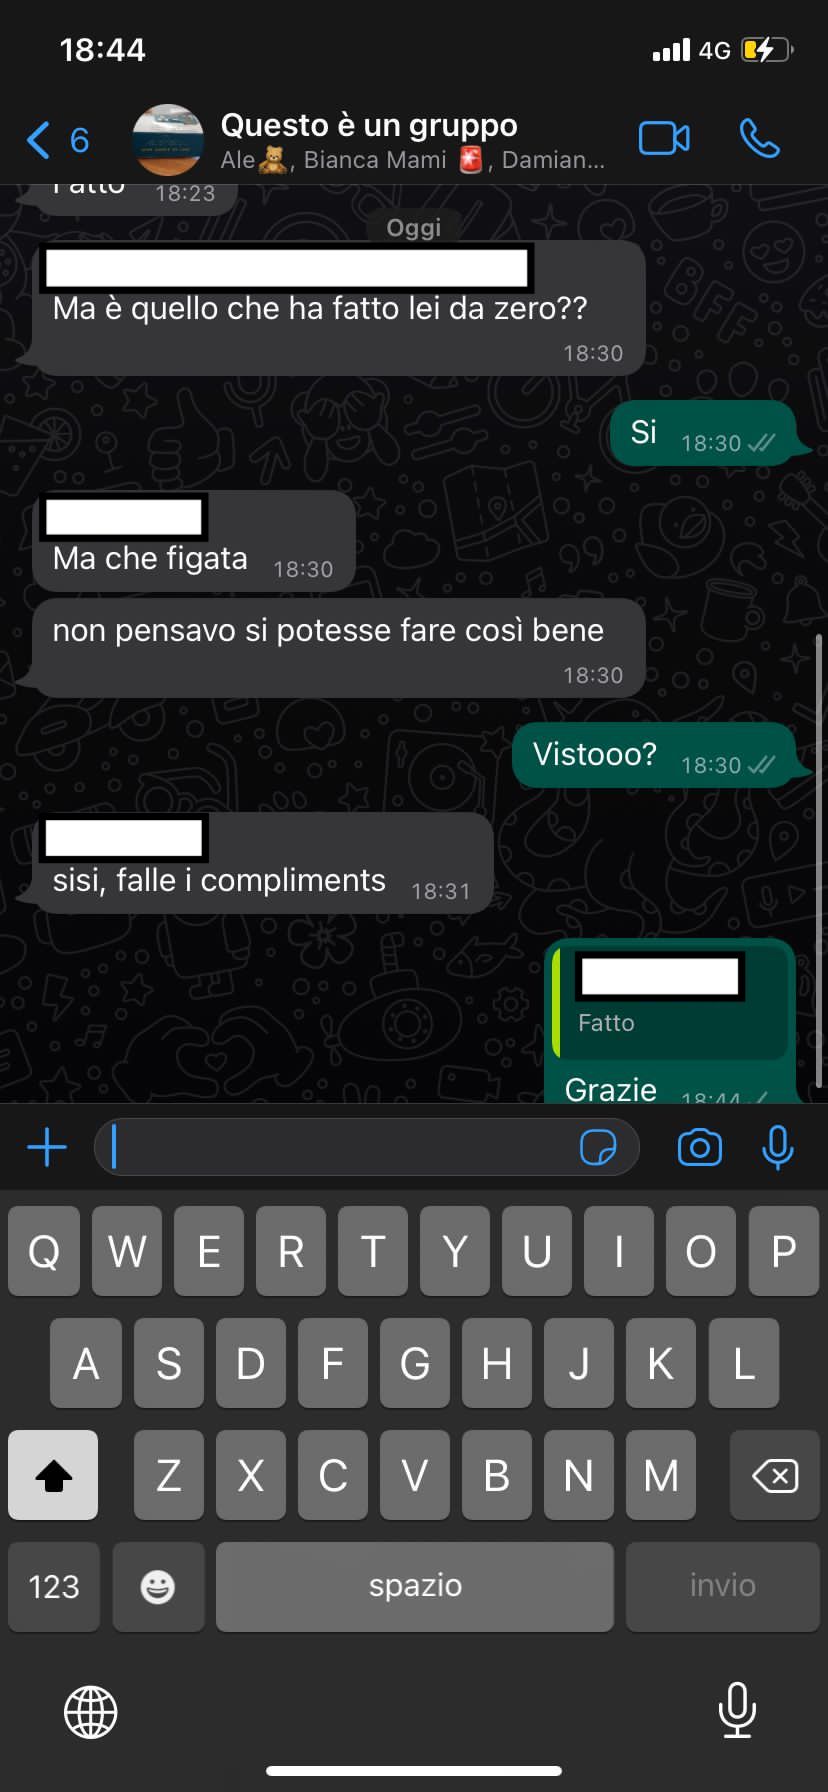 18:44
4G
6
Questo è un gruppo
Ale🧸, Bianca Mami 🚨, Damian...
Fatto
18:23
Oggi
Ma è quello che ha fatto lei da zero??
18:30
Si 18:30
Ma che figata 18:30
non pensavo si potesse fare così bene
18:30
Vistooo? 18:30
sisi, falle i compliments 18:31
Fatto
Grazie 18:44
Q W E R T Y U I O P
A S D F G H J K L
Z X C V B N M
123 spazio invio